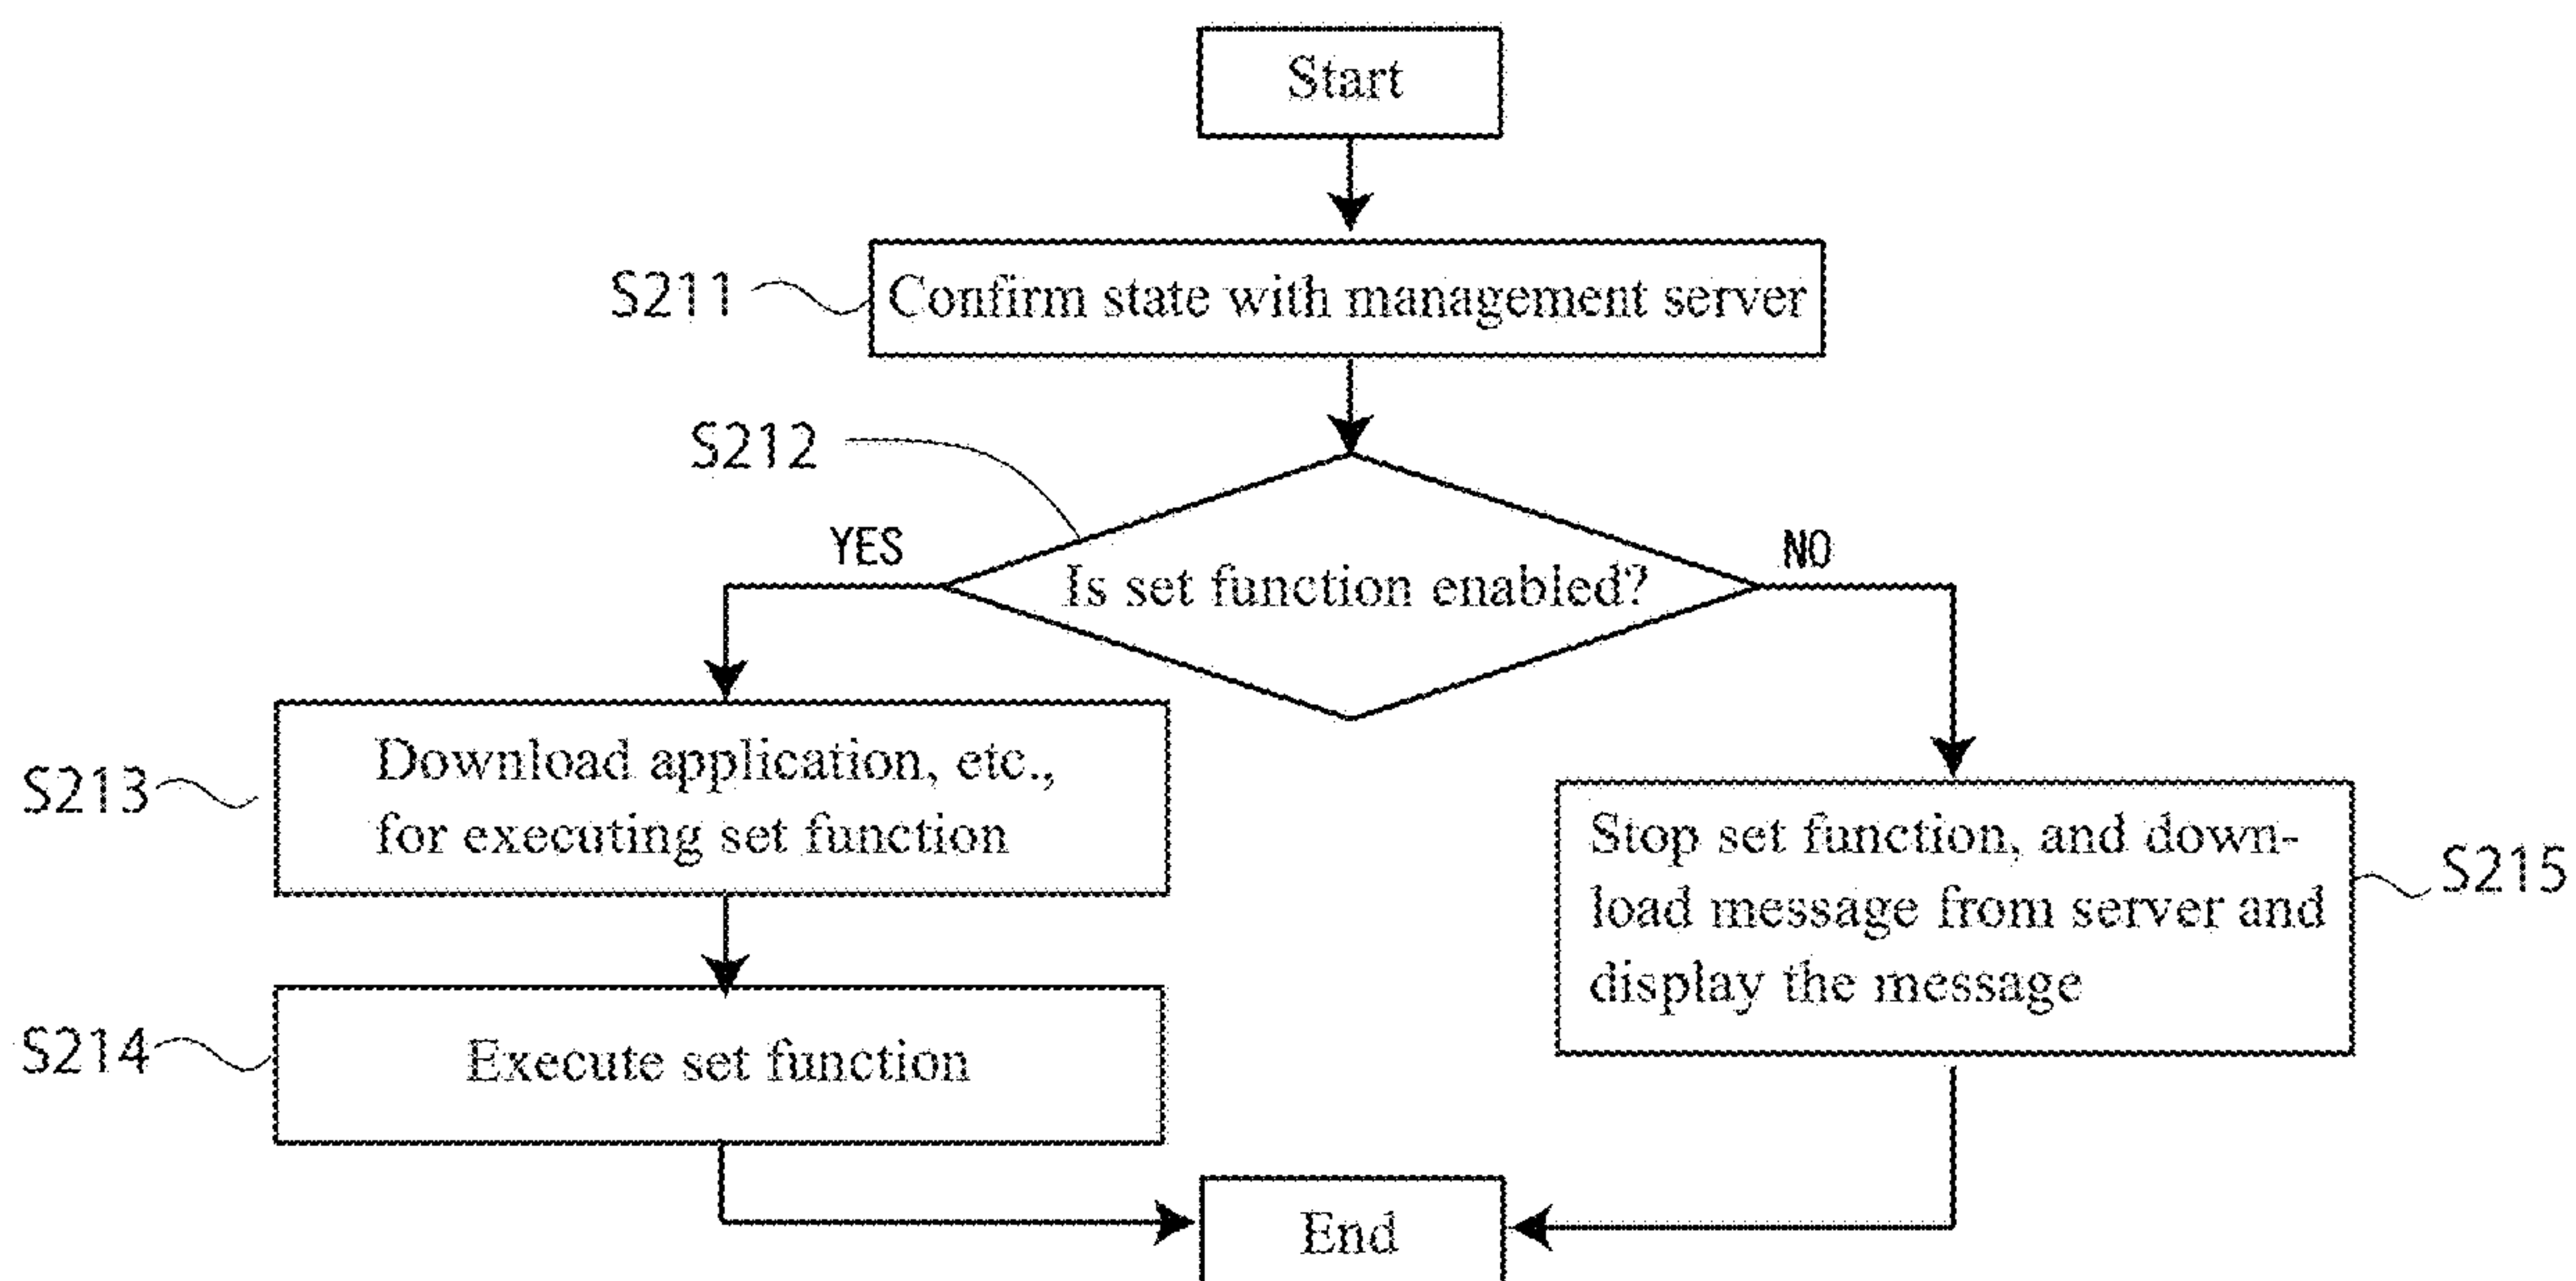 Start
S211
Confirm state with management server
S212
YES
NO
Is set function enabled?
S213
Download application, etc.,
for executing set function
Stop set function, and down-
load message from server and
display the message
S215
S214
Execute set function
End